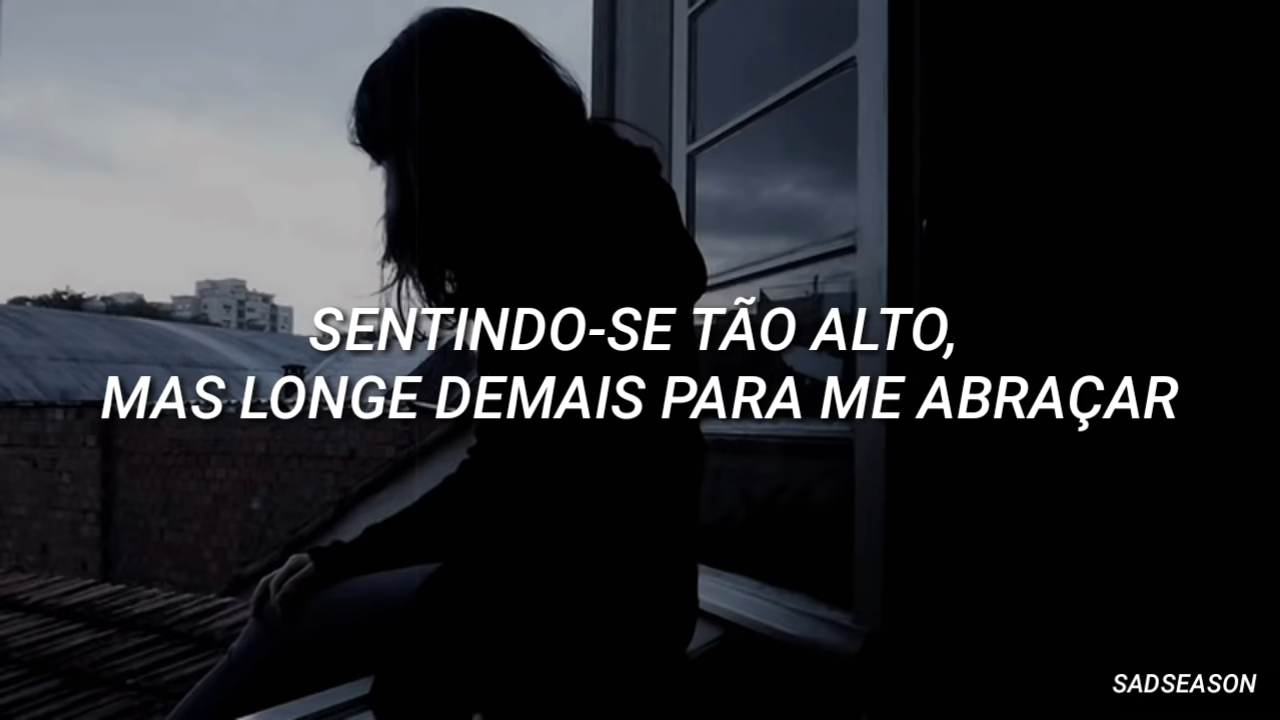 SENTINDO-SE TÃO ALTO,
MAS LONGE DEMAIS PARA ME ABRAÇAR
SADSEASON